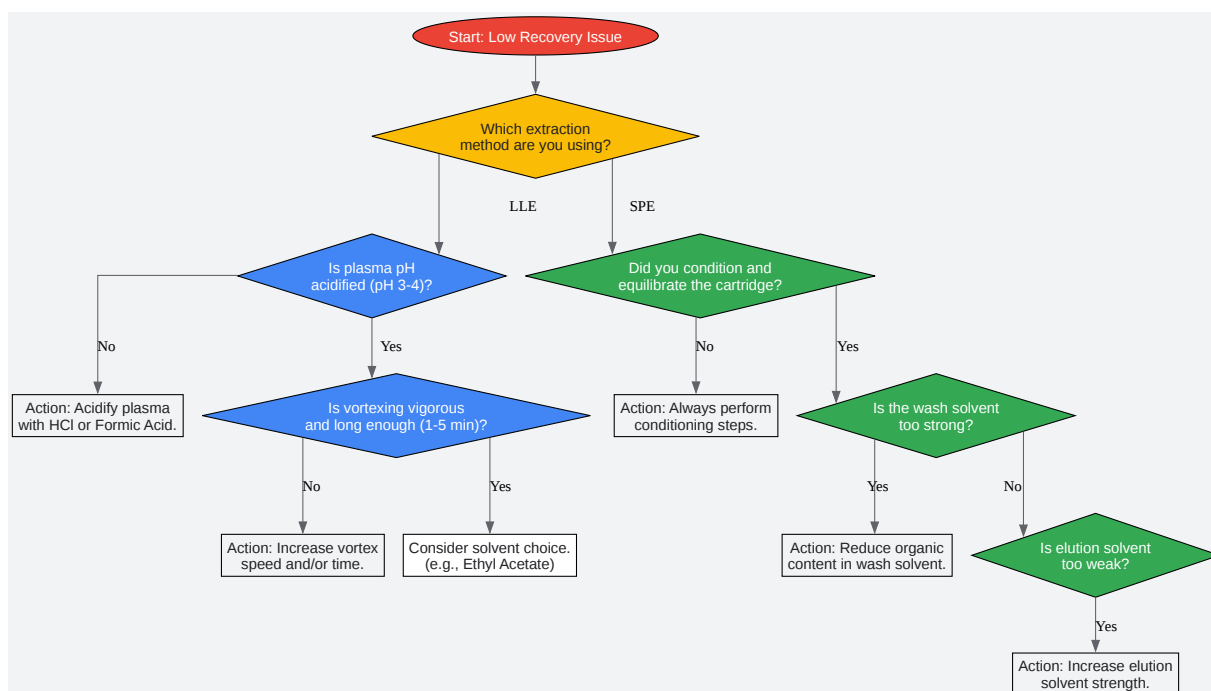 Start: Low Recovery Issue
Which extraction
method are you using?
LLE
SPE
Is plasma pH
acidified (pH 3-4)?
Did you condition and
equilibrate the cartridge?
No
Yes
No
Yes
Action: Acidify plasma
with HCl or Formic Acid.
Is vortexing vigorous
and long enough (1-5 min)?
Action: Always perform
conditioning steps.
Is the wash solvent
too strong?
No
Yes
Yes
No
Action: Increase vortex
speed and/or time.
Consider solvent choice.
(e.g., Ethyl Acetate)
Action: Reduce organic
content in wash solvent.
Is elution solvent
too weak?
Yes
Action: Increase elution
solvent strength.